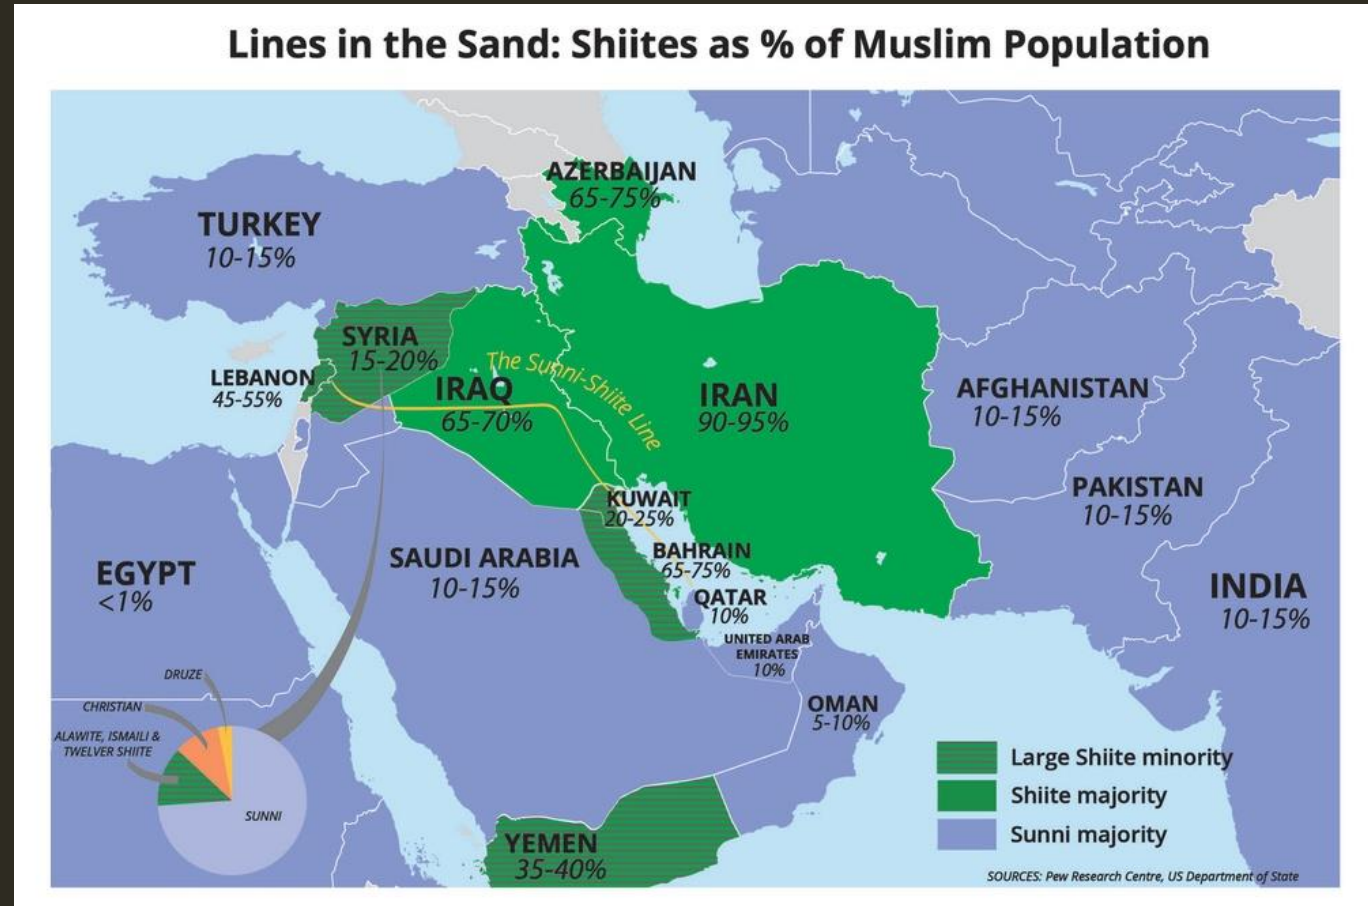 Lines in the Sand: Shiites as % of Muslim Population
AZERBAIJAN
65-75%
TURKEY
10-15%
SYRIA
15-20%
The Sunni-Shiite Line
LEBANON
45-55%
IRAQ
65-70%
IRAN
90-95%
AFGHANISTAN
10-15%
PAKISTAN
10-15%
KUWAIT
20-25%
BAHRAIN
65-75%
SAUDI ARABIA
10-15%
EGYPT
<1%
QATAR
10%
INDIA
10-15%
UNITED ARAB
EMIRATES
10%
OMAN
5-10%
DRUZE
CHRISTIAN
ALAWITE, ISMAILI &
TWELVER SHIITE
SUNNI
YEMEN
35-40%
Large Shiite minority
Shiite majority
Sunni majority
SOURCES: Pew Research Centre, US Department of State